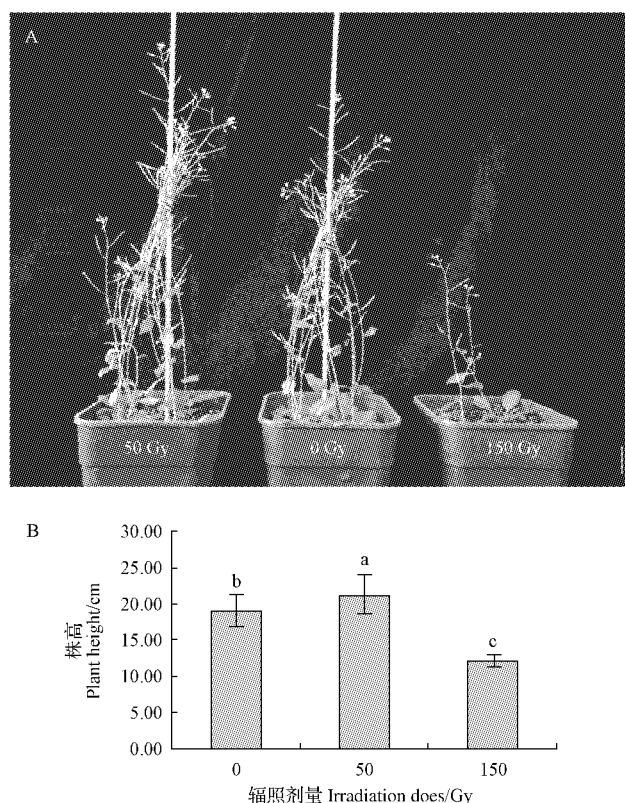 A
50 Gy
0 Gy
150 Gy
B
30.00
25.00
20.00
15.00
10.00
5.00
0.00
株高
Plant height/cm
b
a
c
0
50
150
辐照剂量 Irradiation does/Gy